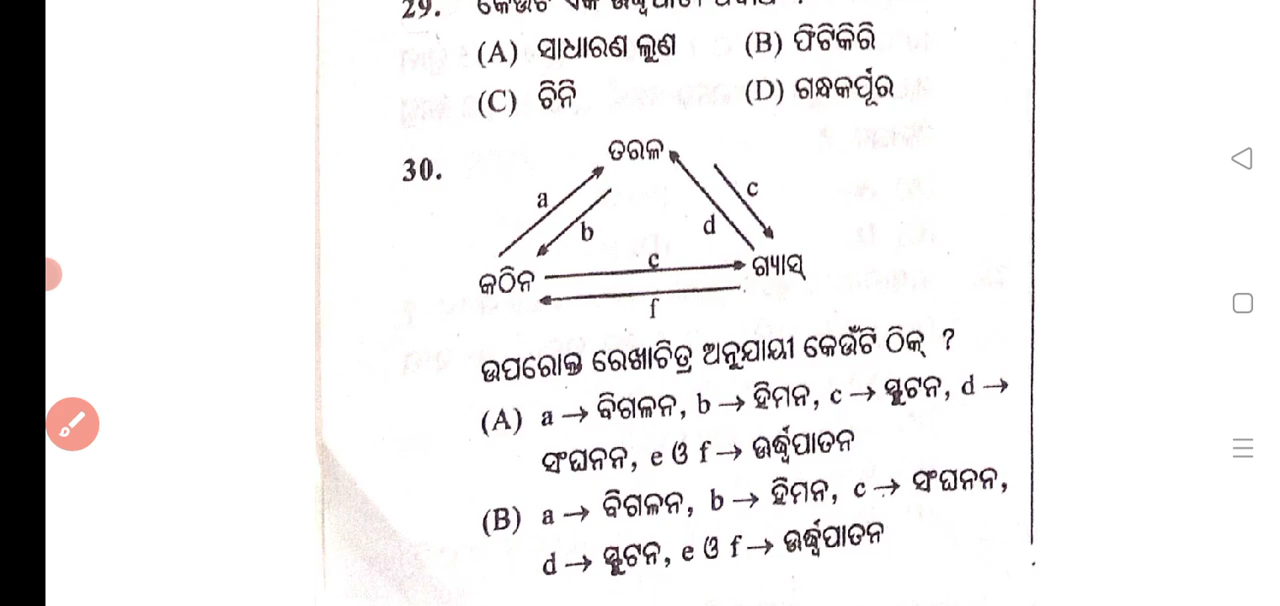 29.
(A) ସାଧାରଣ ଲୁଣ (B) ଫିଟିକିରି
(C) ଚିନି (D) ଗନ୍ଧକର୍ପୂର
30.
ତରଳ
a
c
b
d
c
କଠିନ
ଗ୍ୟାସ୍
f
ଉପରୋକ୍ତ ରେଖାଚିତ୍ର ଅନୁଯାୟୀ କେଉଁଟି ଠିକ୍ ?
(A) a → ବିଗଳନ, b → ହିମନ, c → ସ୍ଫୁଟନ, d →
ସଂଘନନ, e ଓ f → ଊର୍ଦ୍ଧ୍ୱପାତନ
(B) a → ବିଗଳନ, b → ହିମନ, c → ସଂଘନନ,
d → ସ୍ଫୁଟନ, e ଓ f → ଊର୍ଦ୍ଧ୍ୱପାତନ